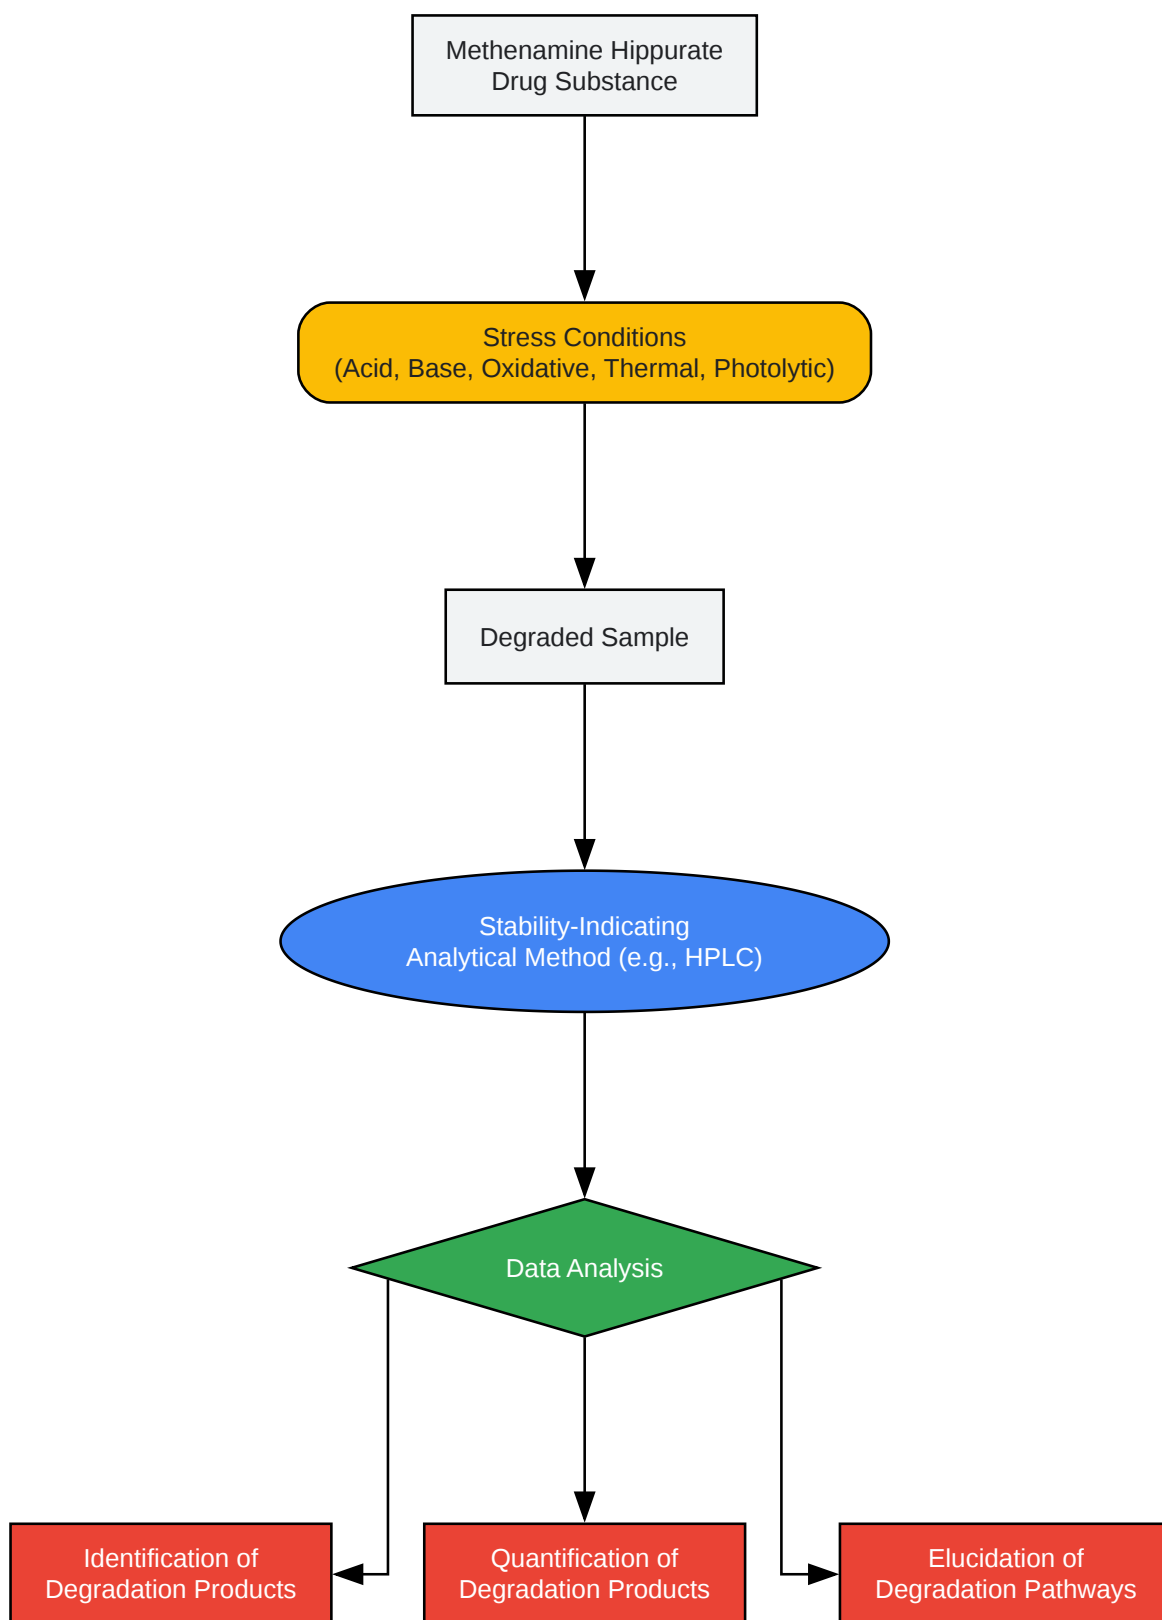 Methenamine Hippurate
Drug Substance
Stress Conditions
(Acid, Base, Oxidative, Thermal, Photolytic)
Degraded Sample
Stability-Indicating
Analytical Method (e.g., HPLC)
Data Analysis
Identification of
Degradation Products
Quantification of
Degradation Products
Elucidation of
Degradation Pathways